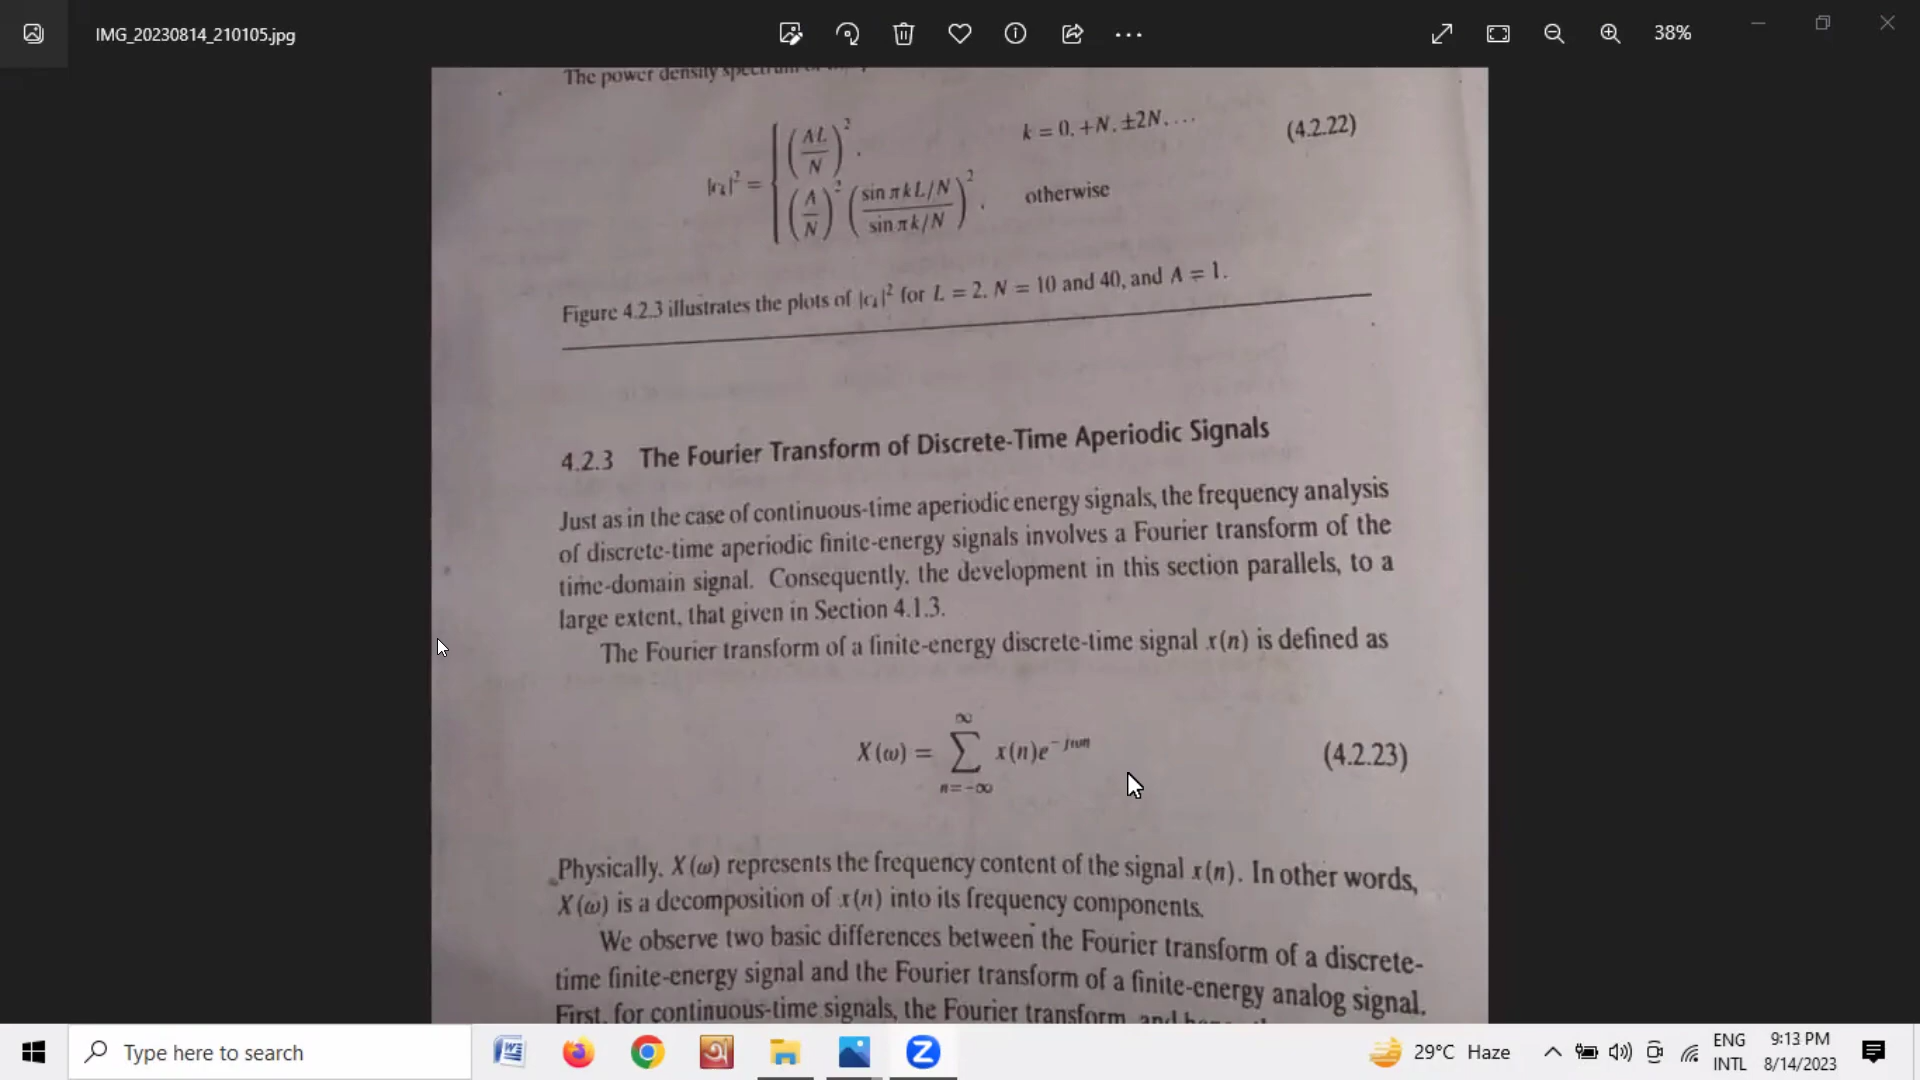 IMG_20230814_210105.jpg
38%
The power density spectrum
|c_k|² = { (AL/N)², k = 0, +N, ±2N, ... (4.2.22)
(A/N)² (sin πkL/N / sin πk/N)², otherwise
Figure 4.2.3 illustrates the plots of |c_k|² for L = 2, N = 10 and 40, and A = 1.
4.2.3 The Fourier Transform of Discrete-Time Aperiodic Signals
Just as in the case of continuous-time aperiodic energy signals, the frequency analysis
of discrete-time aperiodic finite-energy signals involves a Fourier transform of the
time-domain signal. Consequently, the development in this section parallels, to a
large extent, that given in Section 4.1.3.
The Fourier transform of a finite-energy discrete-time signal x(n) is defined as
X(ω) = ∑_{n=-∞}^{∞} x(n)e^{-jωn} (4.2.23)
Physically, X(ω) represents the frequency content of the signal x(n). In other words,
X(ω) is a decomposition of x(n) into its frequency components.
We observe two basic differences between the Fourier transform of a discrete-
time finite-energy signal and the Fourier transform of a finite-energy analog signal.
First, for continuous-time signals, the Fourier transform, and
Type here to search
29°C Haze
ENG
INTL
9:13 PM
8/14/2023